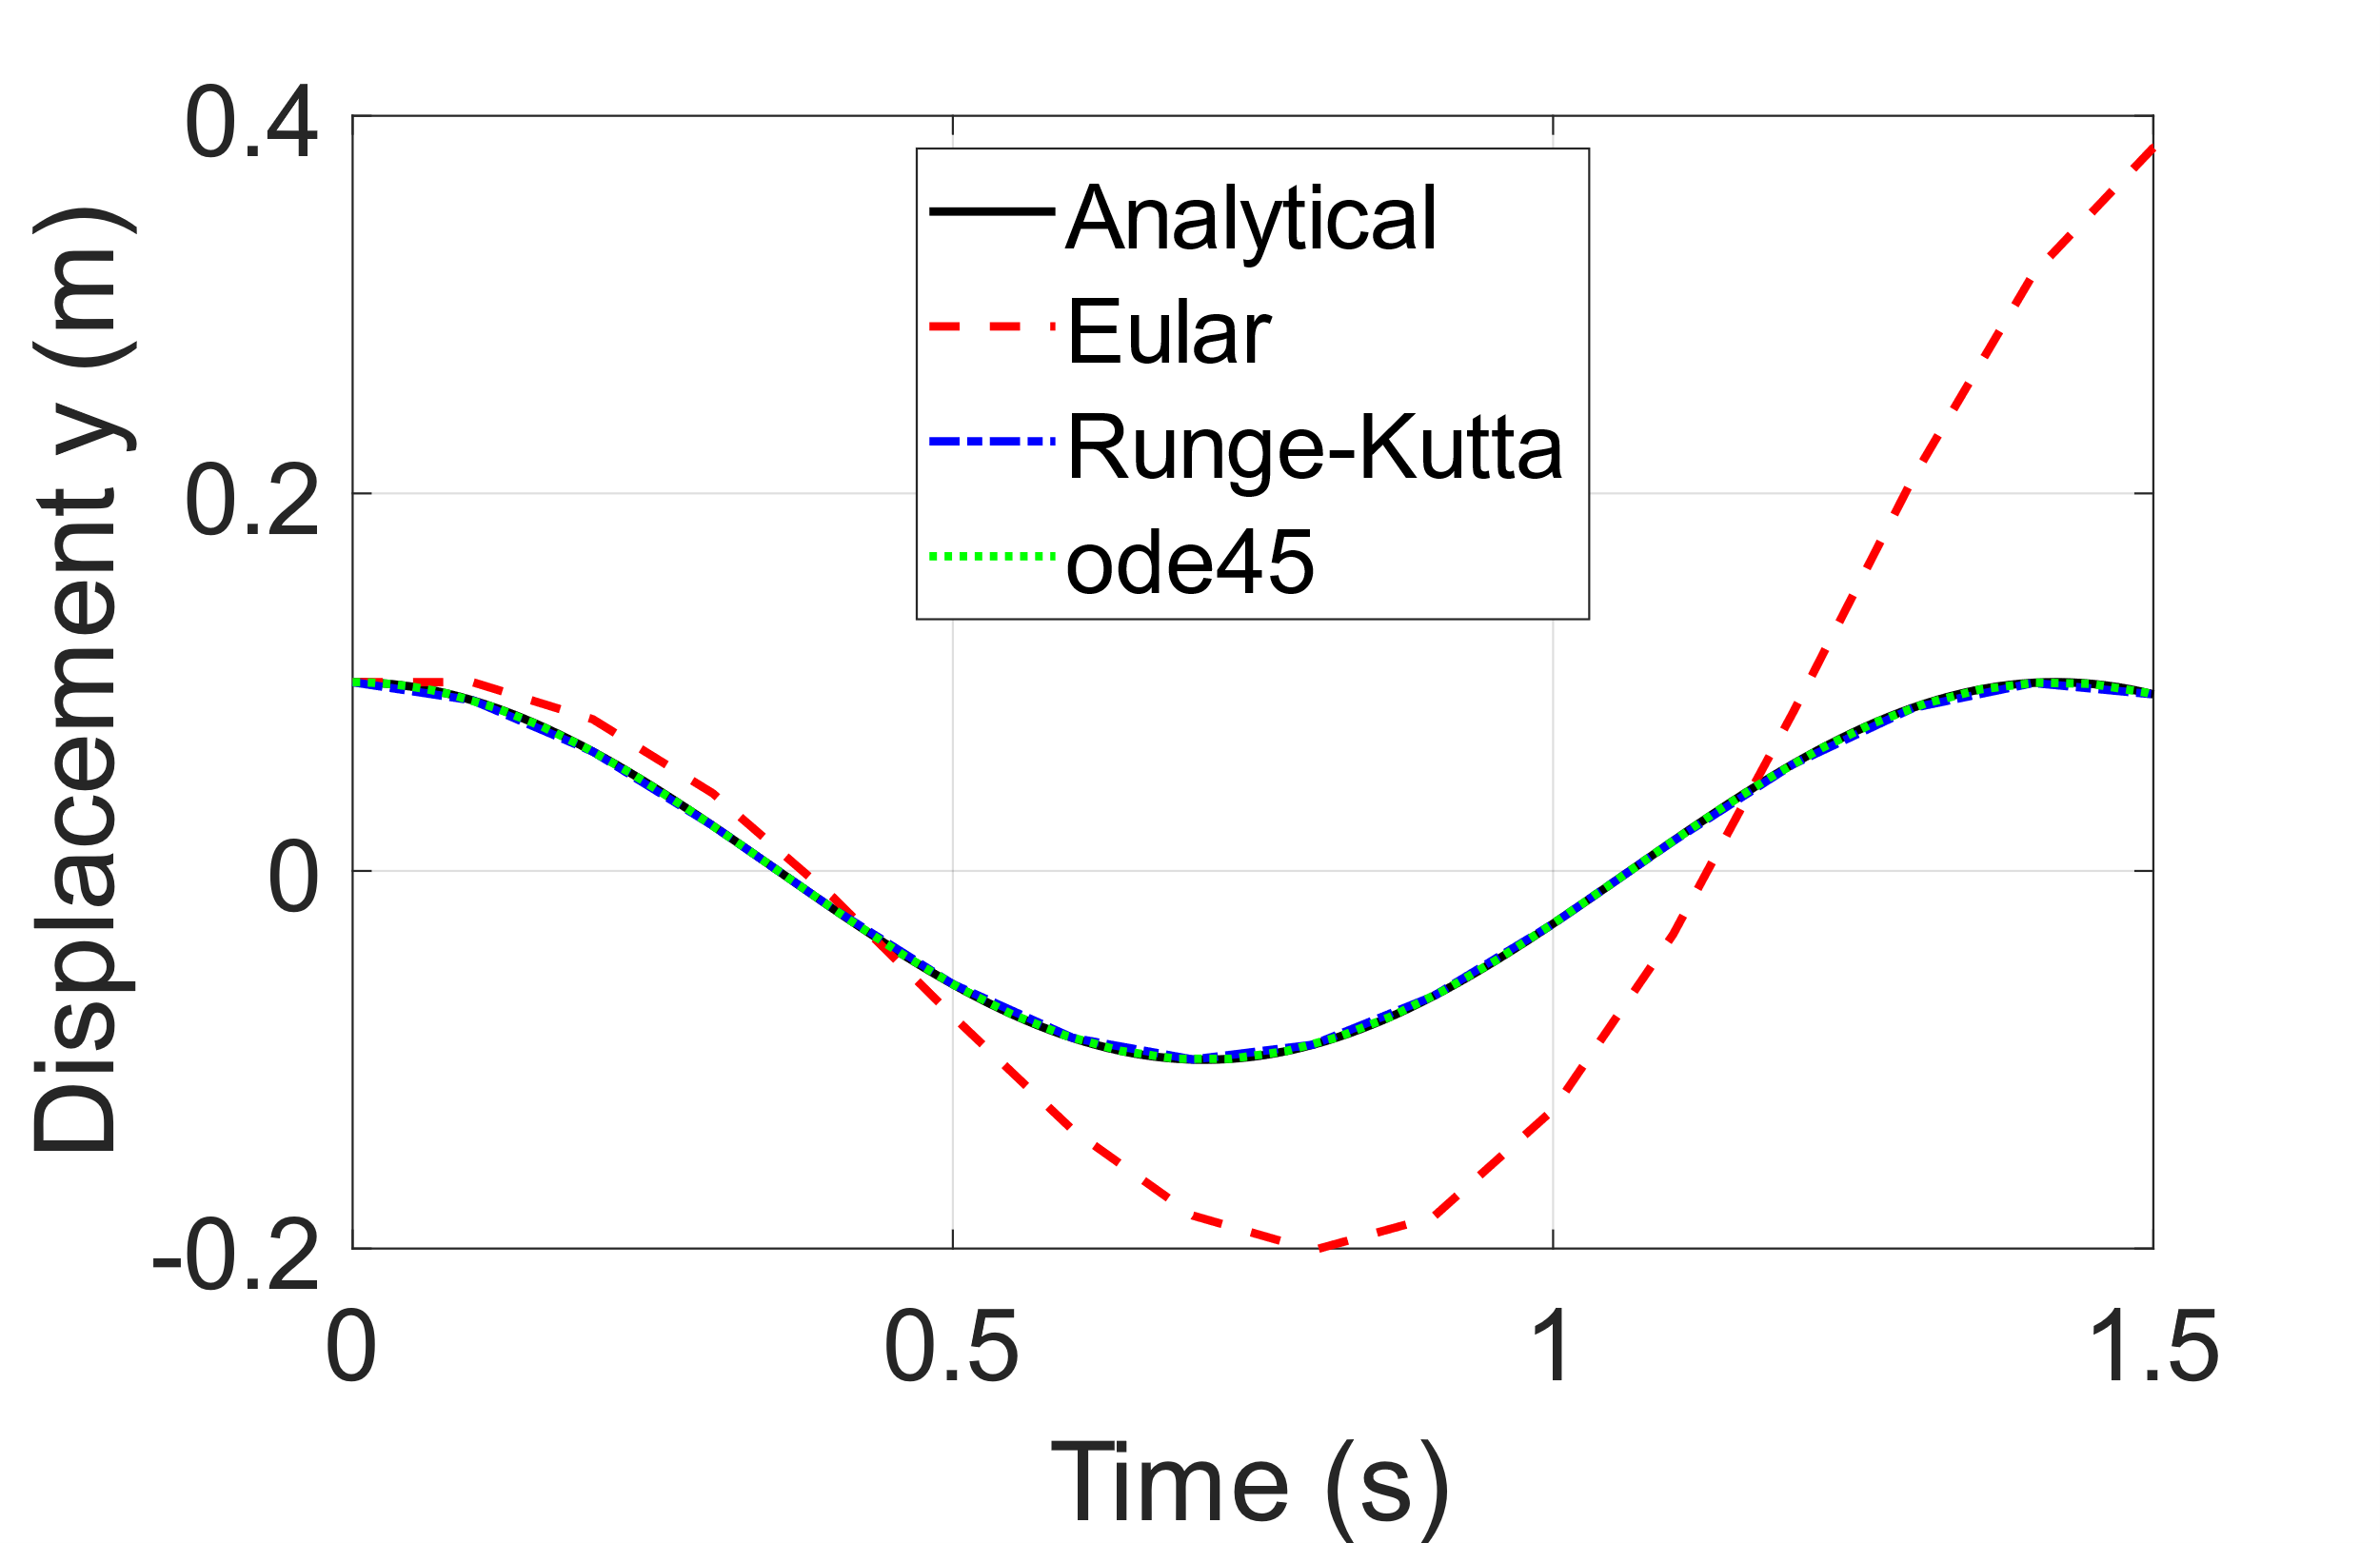 Displacement y (m)
0.4
0.2
0
-0.2
Analytical
Eular
Runge-Kutta
ode45
0
0.5
1
1.5
Time (s)